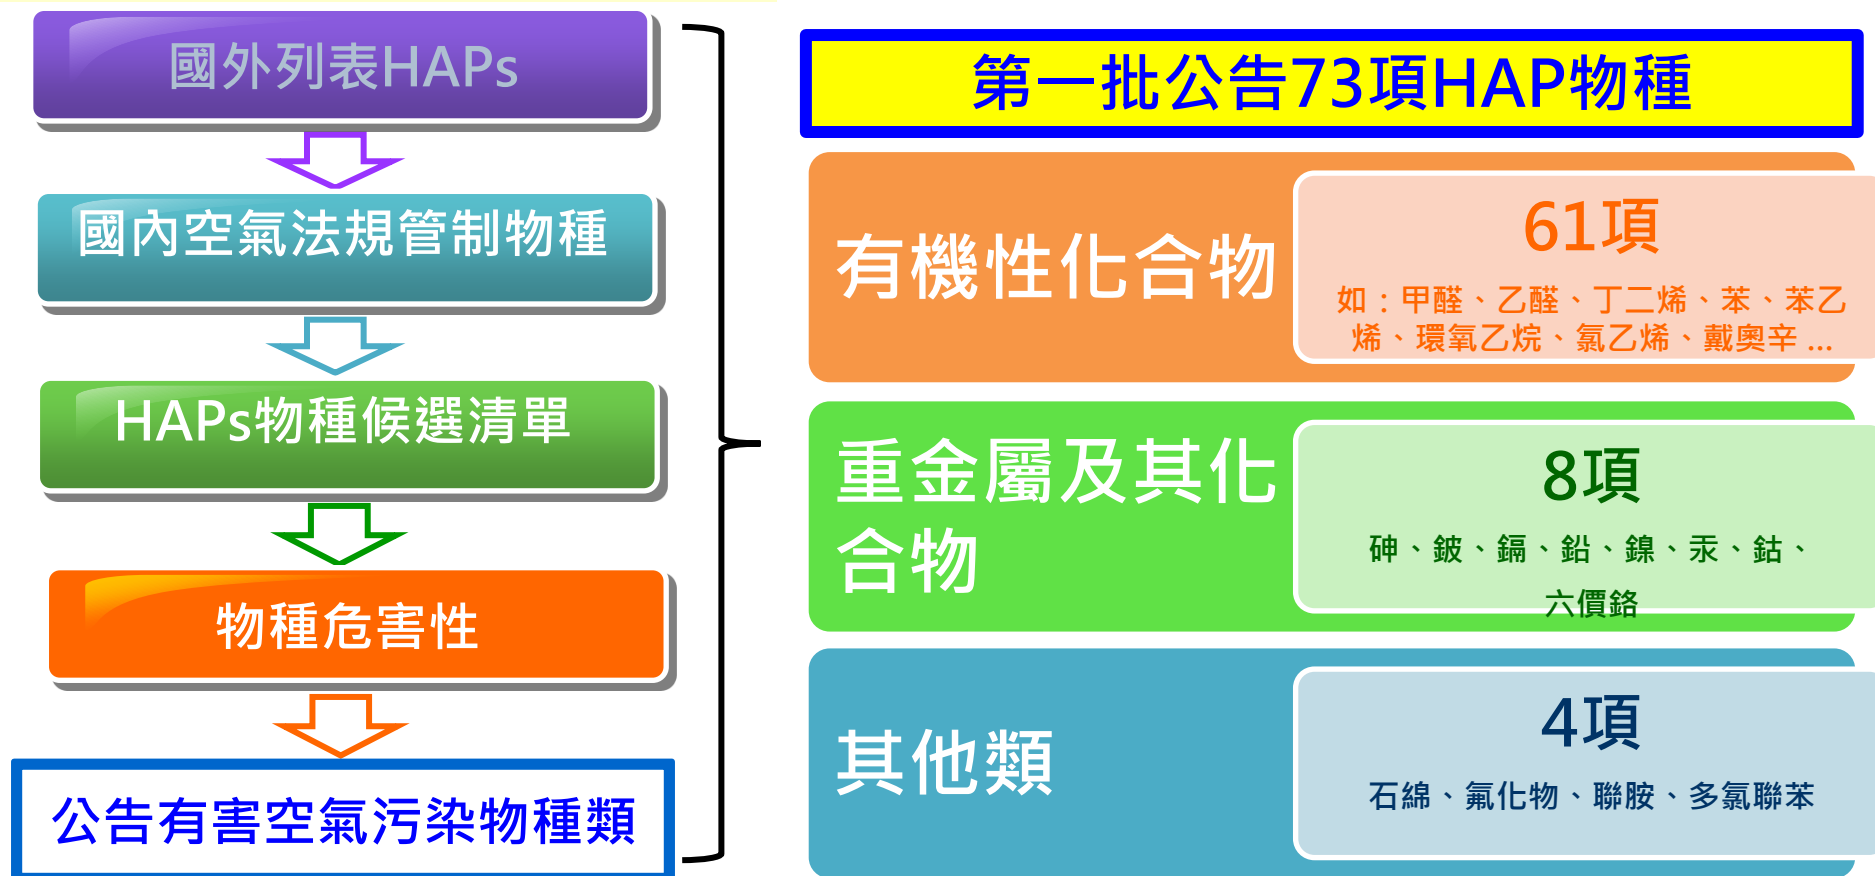 國外列表HAPs
國內空氣法規管制物種
HAPs物種候選清單
物種危害性
公告有害空氣污染物種類
第一批公告73項HAP物種
有機性化合物
61項
如：甲醛、乙醛、丁二烯、苯、苯乙
烯、環氧乙烷、氯乙烯、戴奧辛 ...
重金屬及其化
合物
8項
砷、鈹、鎘、鉛、鎳、汞、鈷、
六價鉻
其他類
4項
石綿、氟化物、聯胺、多氯聯苯